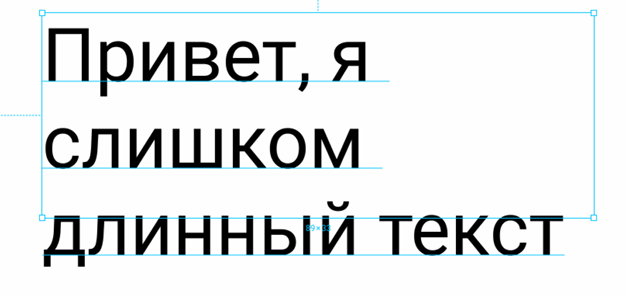 Привет, я
слишком
длинный текст